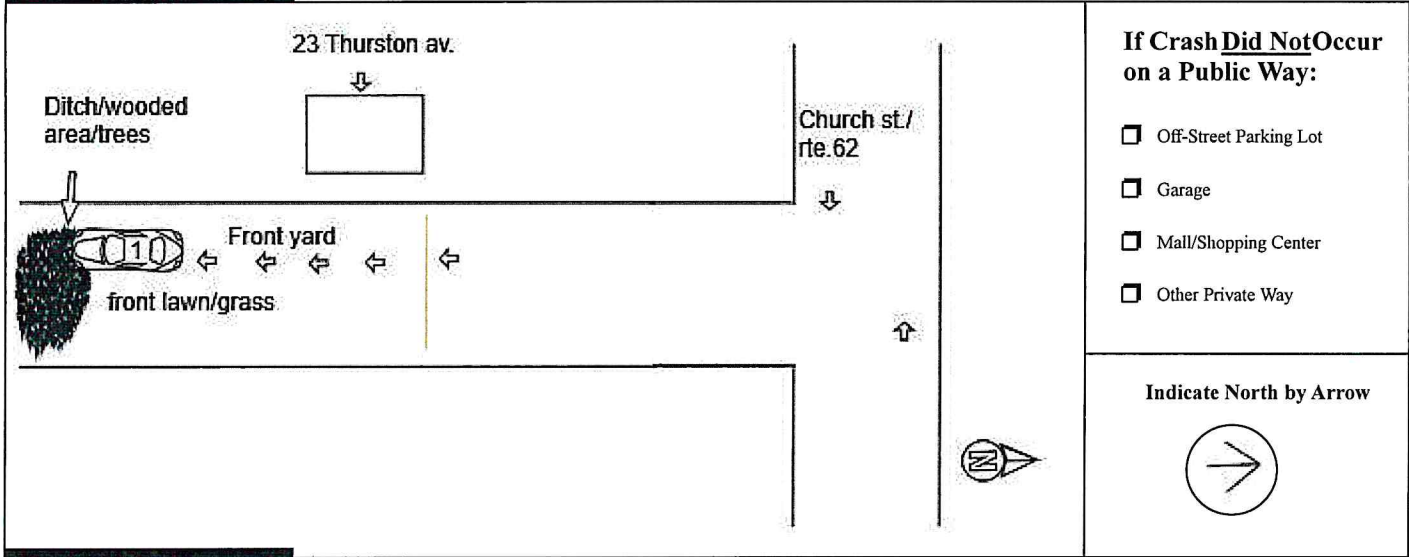 23 Thurston av.
Ditch/wooded
area/trees
Church st./
rte.62
1
Front yard
front lawn/grass
N
If Crash Did Not Occur
on a Public Way:
Off-Street Parking Lot
Garage
Mall/Shopping Center
Other Private Way
Indicate North by Arrow